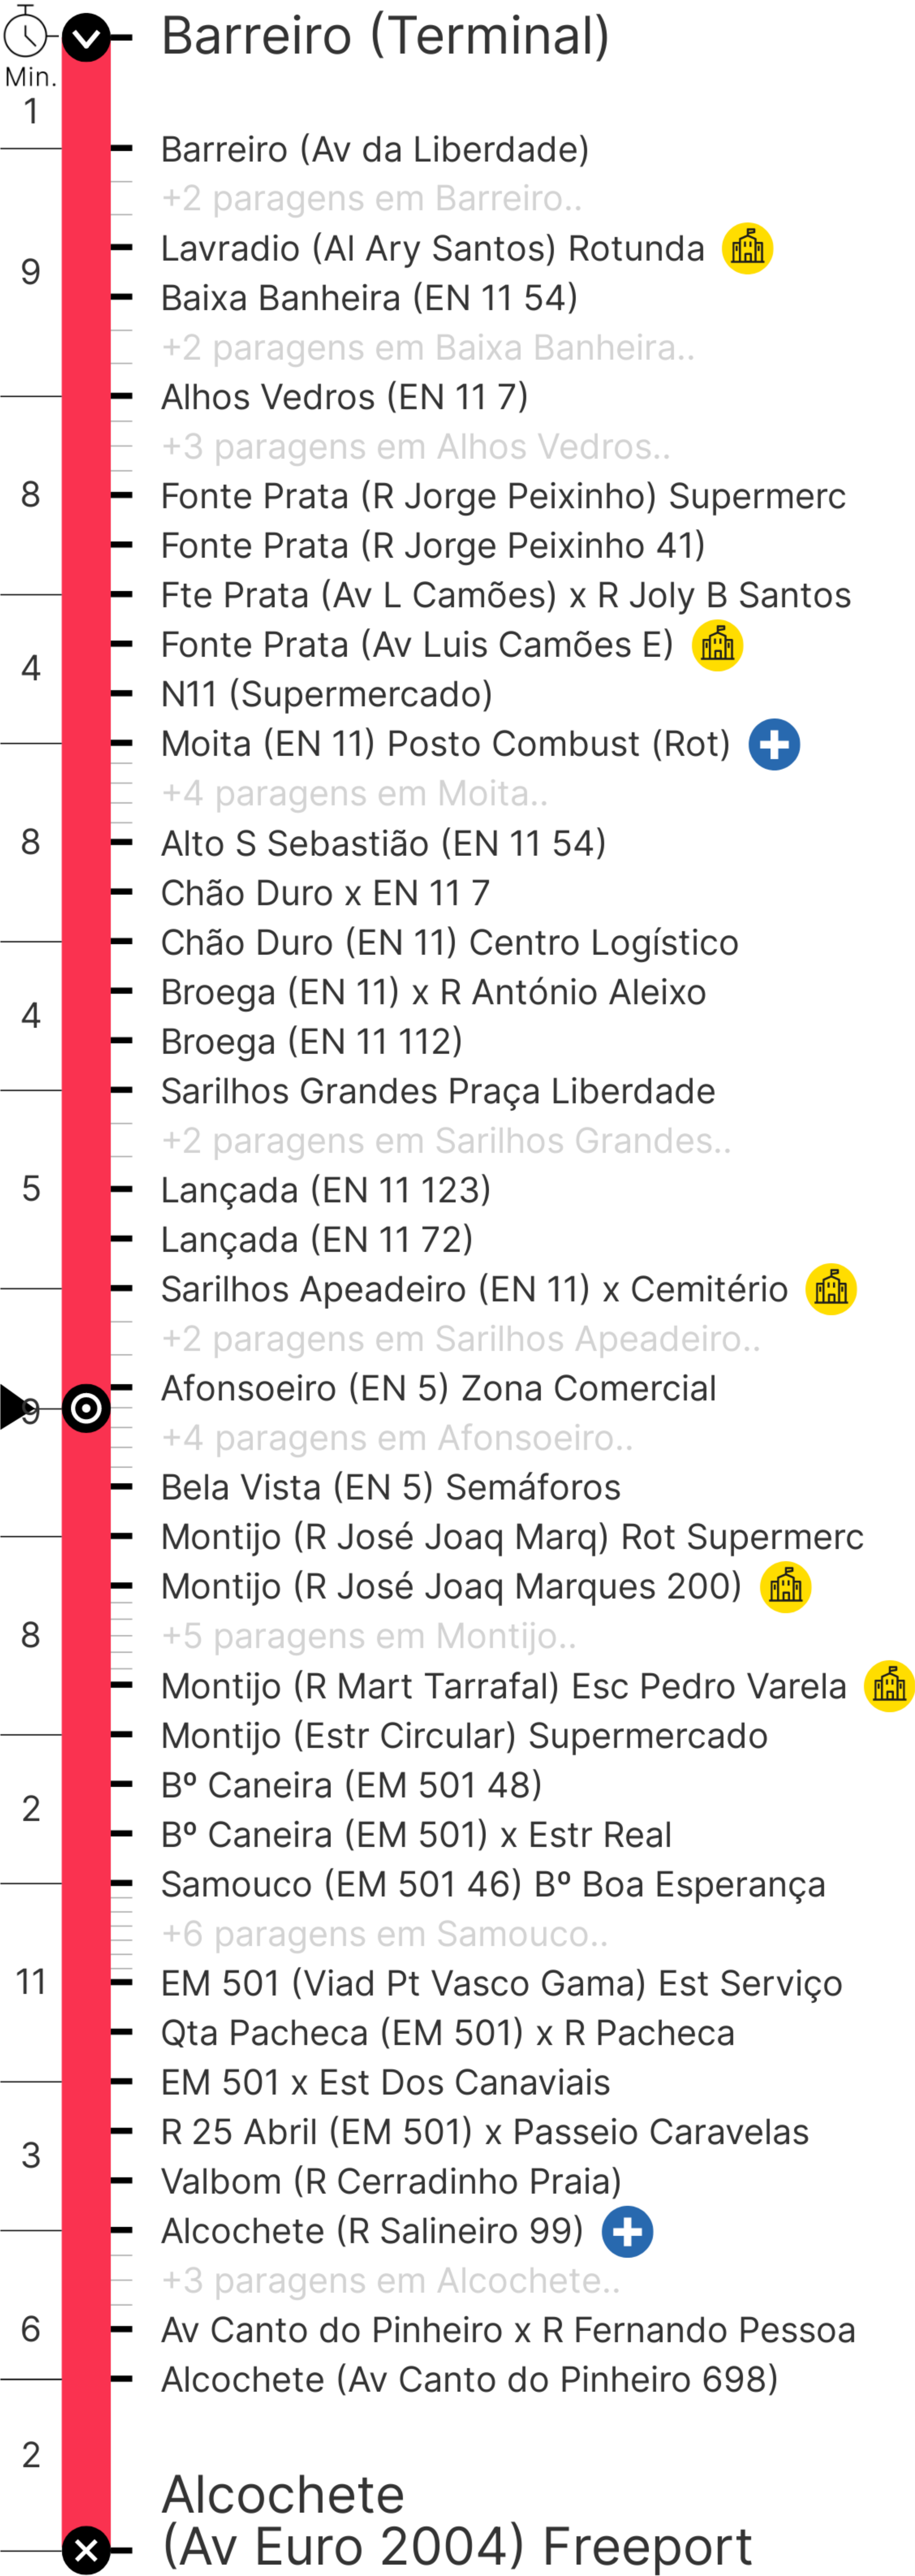 Barreiro (Terminal)
Min.
1
Barreiro (Av da Liberdade)
+2 paragens em Barreiro..
Lavradio (Al Ary Santos) Rotunda
9
Baixa Banheira (EN 11 54)
+2 paragens em Baixa Banheira..
Alhos Vedros (EN 11 7)
+3 paragens em Alhos Vedros..
8
Fonte Prata (R Jorge Peixinho) Supermerc
Fonte Prata (R Jorge Peixinho 41)
Fte Prata (Av L Camões) x R Joly B Santos
Fonte Prata (Av Luis Camões E)
4
N11 (Supermercado)
Moita (EN 11) Posto Combust (Rot)
+4 paragens em Moita..
8
Alto S Sebastião (EN 11 54)
Chão Duro x EN 11 7
Chão Duro (EN 11) Centro Logístico
Broega (EN 11) x R António Aleixo
4
Broega (EN 11 112)
Sarilhos Grandes Praça Liberdade
+2 paragens em Sarilhos Grandes..
5
Lançada (EN 11 123)
Lançada (EN 11 72)
Sarilhos Apeadeiro (EN 11) x Cemitério
+2 paragens em Sarilhos Apeadeiro..
Afonsoeiro (EN 5) Zona Comercial
9
+4 paragens em Afonsoeiro..
Bela Vista (EN 5) Semáforos
Montijo (R José Joaq Marq) Rot Supermerc
Montijo (R José Joaq Marques 200)
8
+5 paragens em Montijo..
Montijo (R Mart Tarrafal) Esc Pedro Varela
Montijo (Estr Circular) Supermercado
Bº Caneira (EM 501 48)
2
Bº Caneira (EM 501) x Estr Real
Samouco (EM 501 46) Bº Boa Esperança
+6 paragens em Samouco..
11
EM 501 (Viad Pt Vasco Gama) Est Serviço
Qta Pacheca (EM 501) x R Pacheca
EM 501 x Est Dos Canaviais
R 25 Abril (EM 501) x Passeio Caravelas
3
Valbom (R Cerradinho Praia)
Alcochete (R Salineiro 99)
+3 paragens em Alcochete..
6
Av Canto do Pinheiro x R Fernando Pessoa
Alcochete (Av Canto do Pinheiro 698)
2
Alcochete
(Av Euro 2004) Freeport